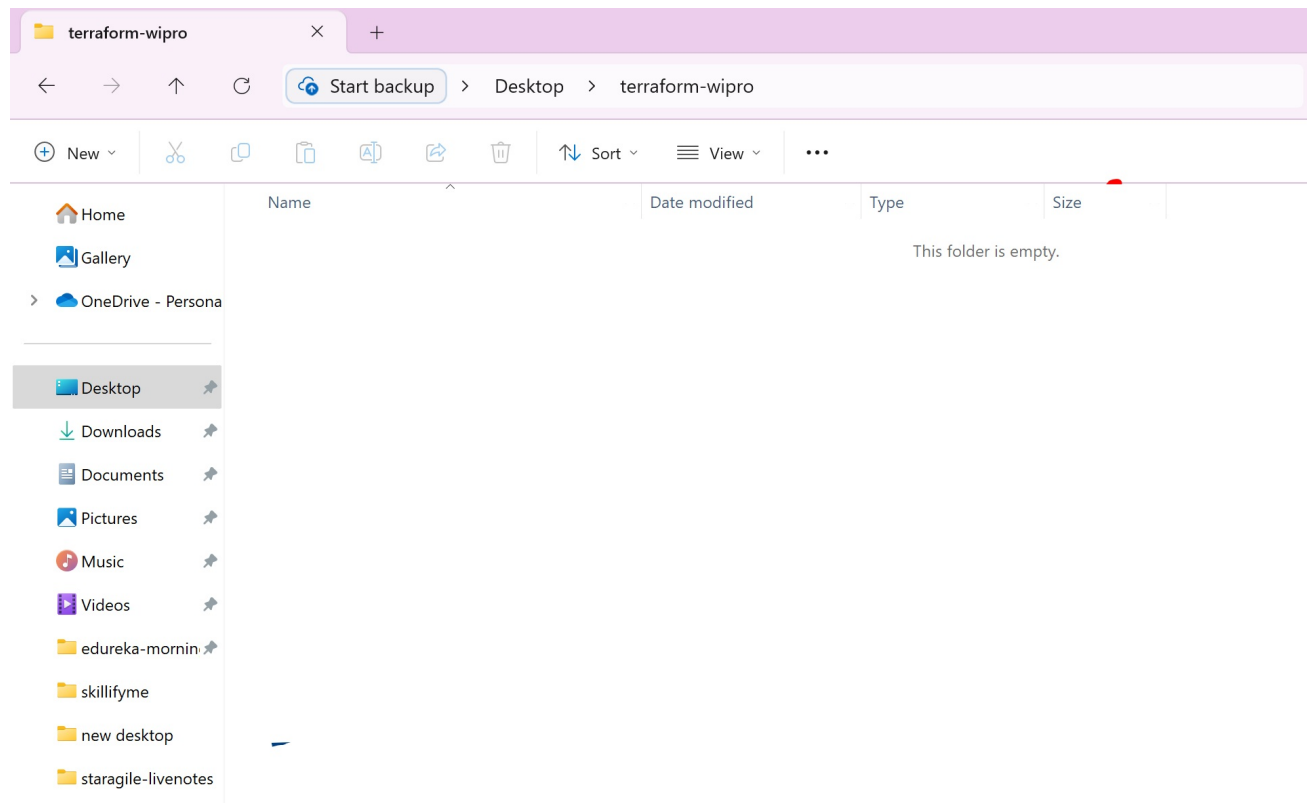 terraform-wipro
Start backup > Desktop > terraform-wipro
New Sort View
Name Date modified Type Size
This folder is empty.
Home
Gallery
OneDrive - Persona
Desktop
Downloads
Documents
Pictures
Music
Videos
edureka-mornin
skillifyme
new desktop
staragile-livenotes